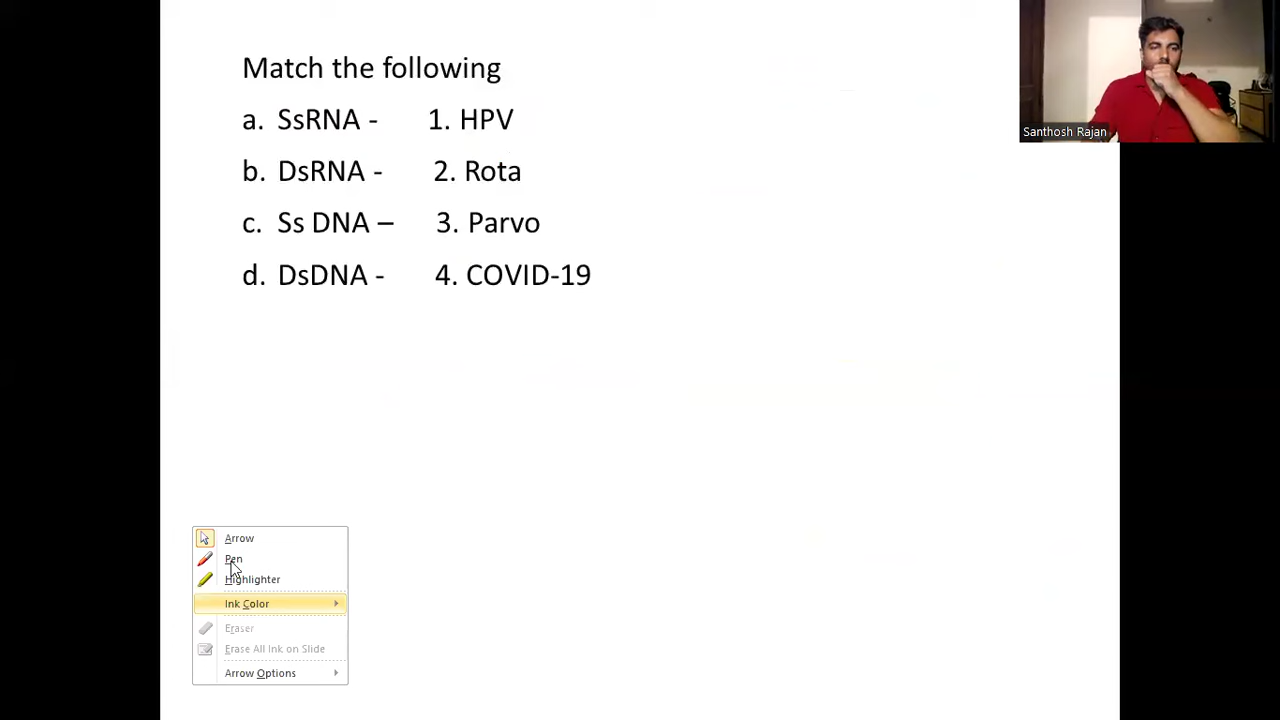 Match the following
a. SsRNA - 1. HPV
b. DsRNA - 2. Rota
c. Ss DNA – 3. Parvo
d. DsDNA - 4. COVID-19
Santhosh Rajan
Arrow
Pen
Highlighter
Ink Color
Eraser
Erase All Ink on Slide
Arrow Options